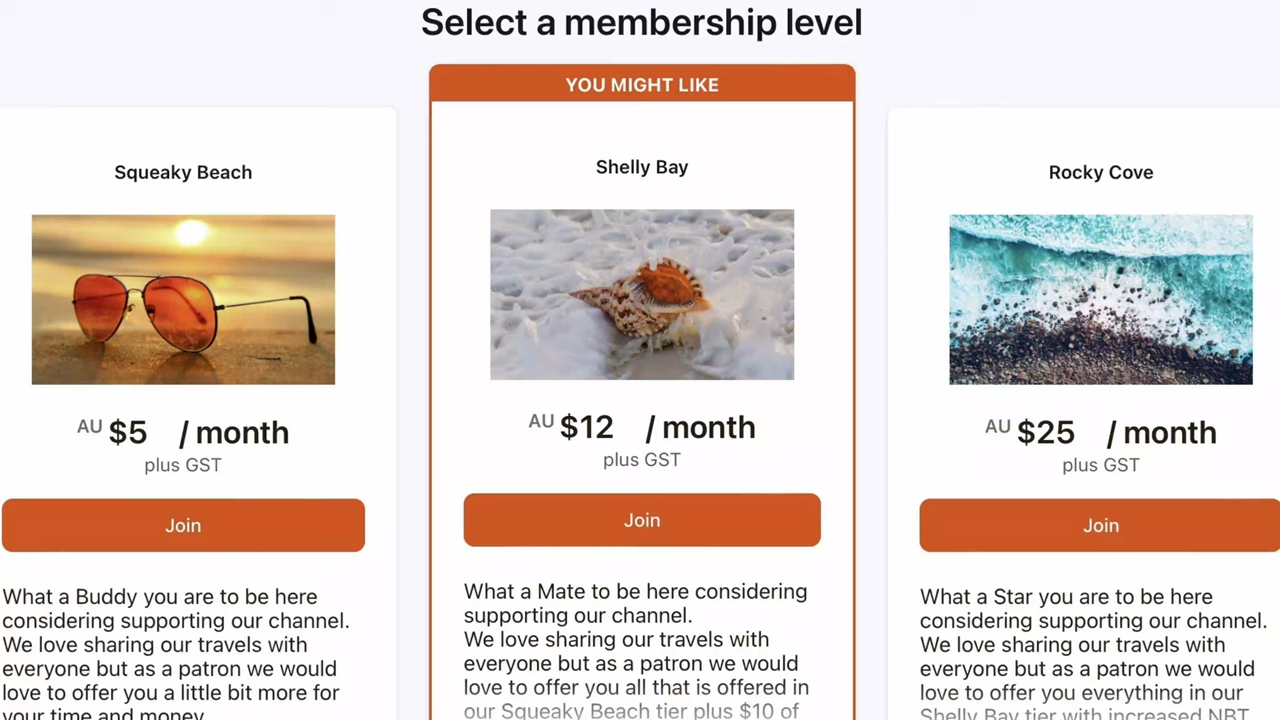 Select a membership level
Squeaky Beach
AU $5 / month
plus GST
Join
What a Buddy you are to be here
considering supporting our channel.
We love sharing our travels with
everyone but as a patron we would
love to offer you a little bit more for
your time and money
YOU MIGHT LIKE
Shelly Bay
AU $12 / month
plus GST
Join
What a Mate to be here considering
supporting our channel.
We love sharing our travels with
everyone but as a patron we would
love to offer you all that is offered in
our Squeaky Beach tier plus $10 of
Rocky Cove
AU $25 / month
plus GST
Join
What a Star you are to be here
considering supporting our channel.
We love sharing our travels with
everyone but as a patron we would
love to offer you everything in our
Shelly Bay tier with increased NBT